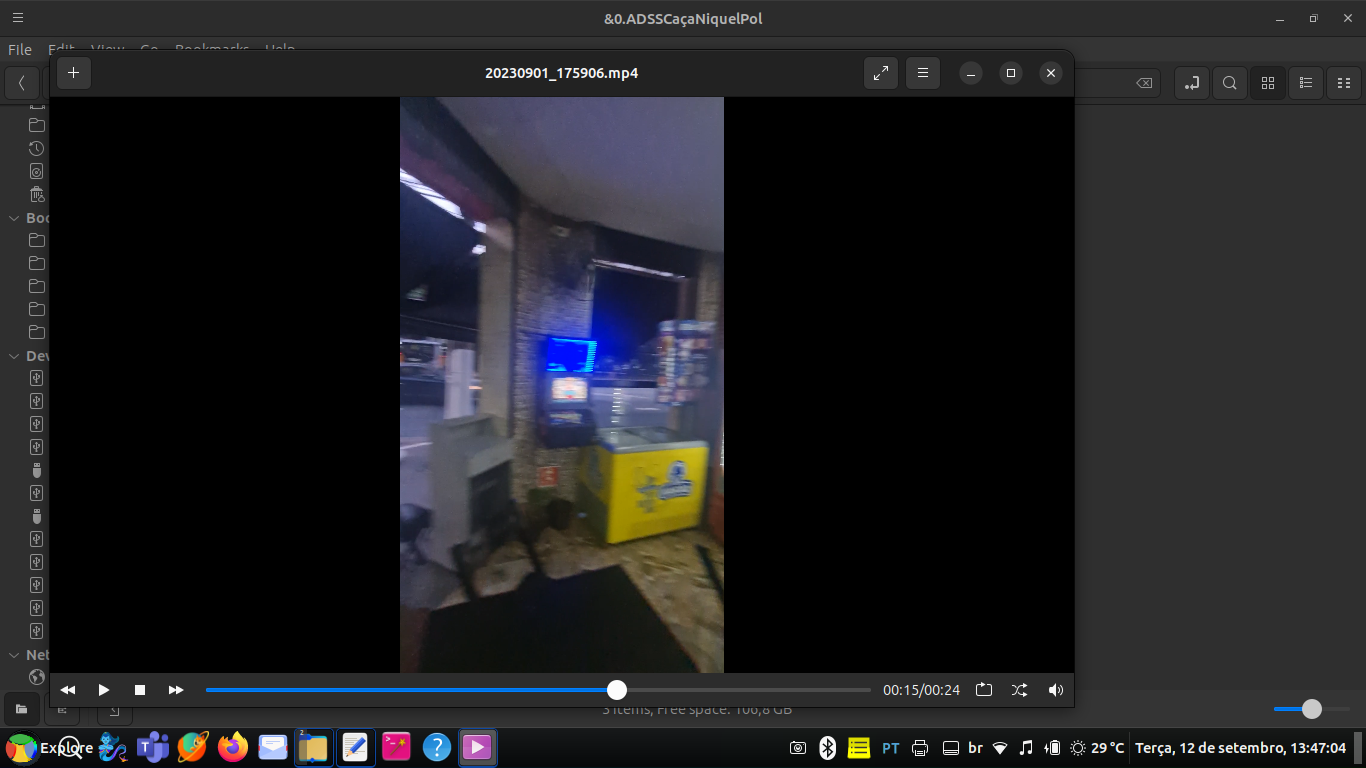 &0.ADSSCaçaNiquelPol
File Edit View Go Bookmarks Help
20230901_175906.mp4
Boo
Dev
Net
00:15/00:24
3 items, Free space: 106,8 GB
Explore
2
PT
br
29 °C
Terça, 12 de setembro, 13:47:04